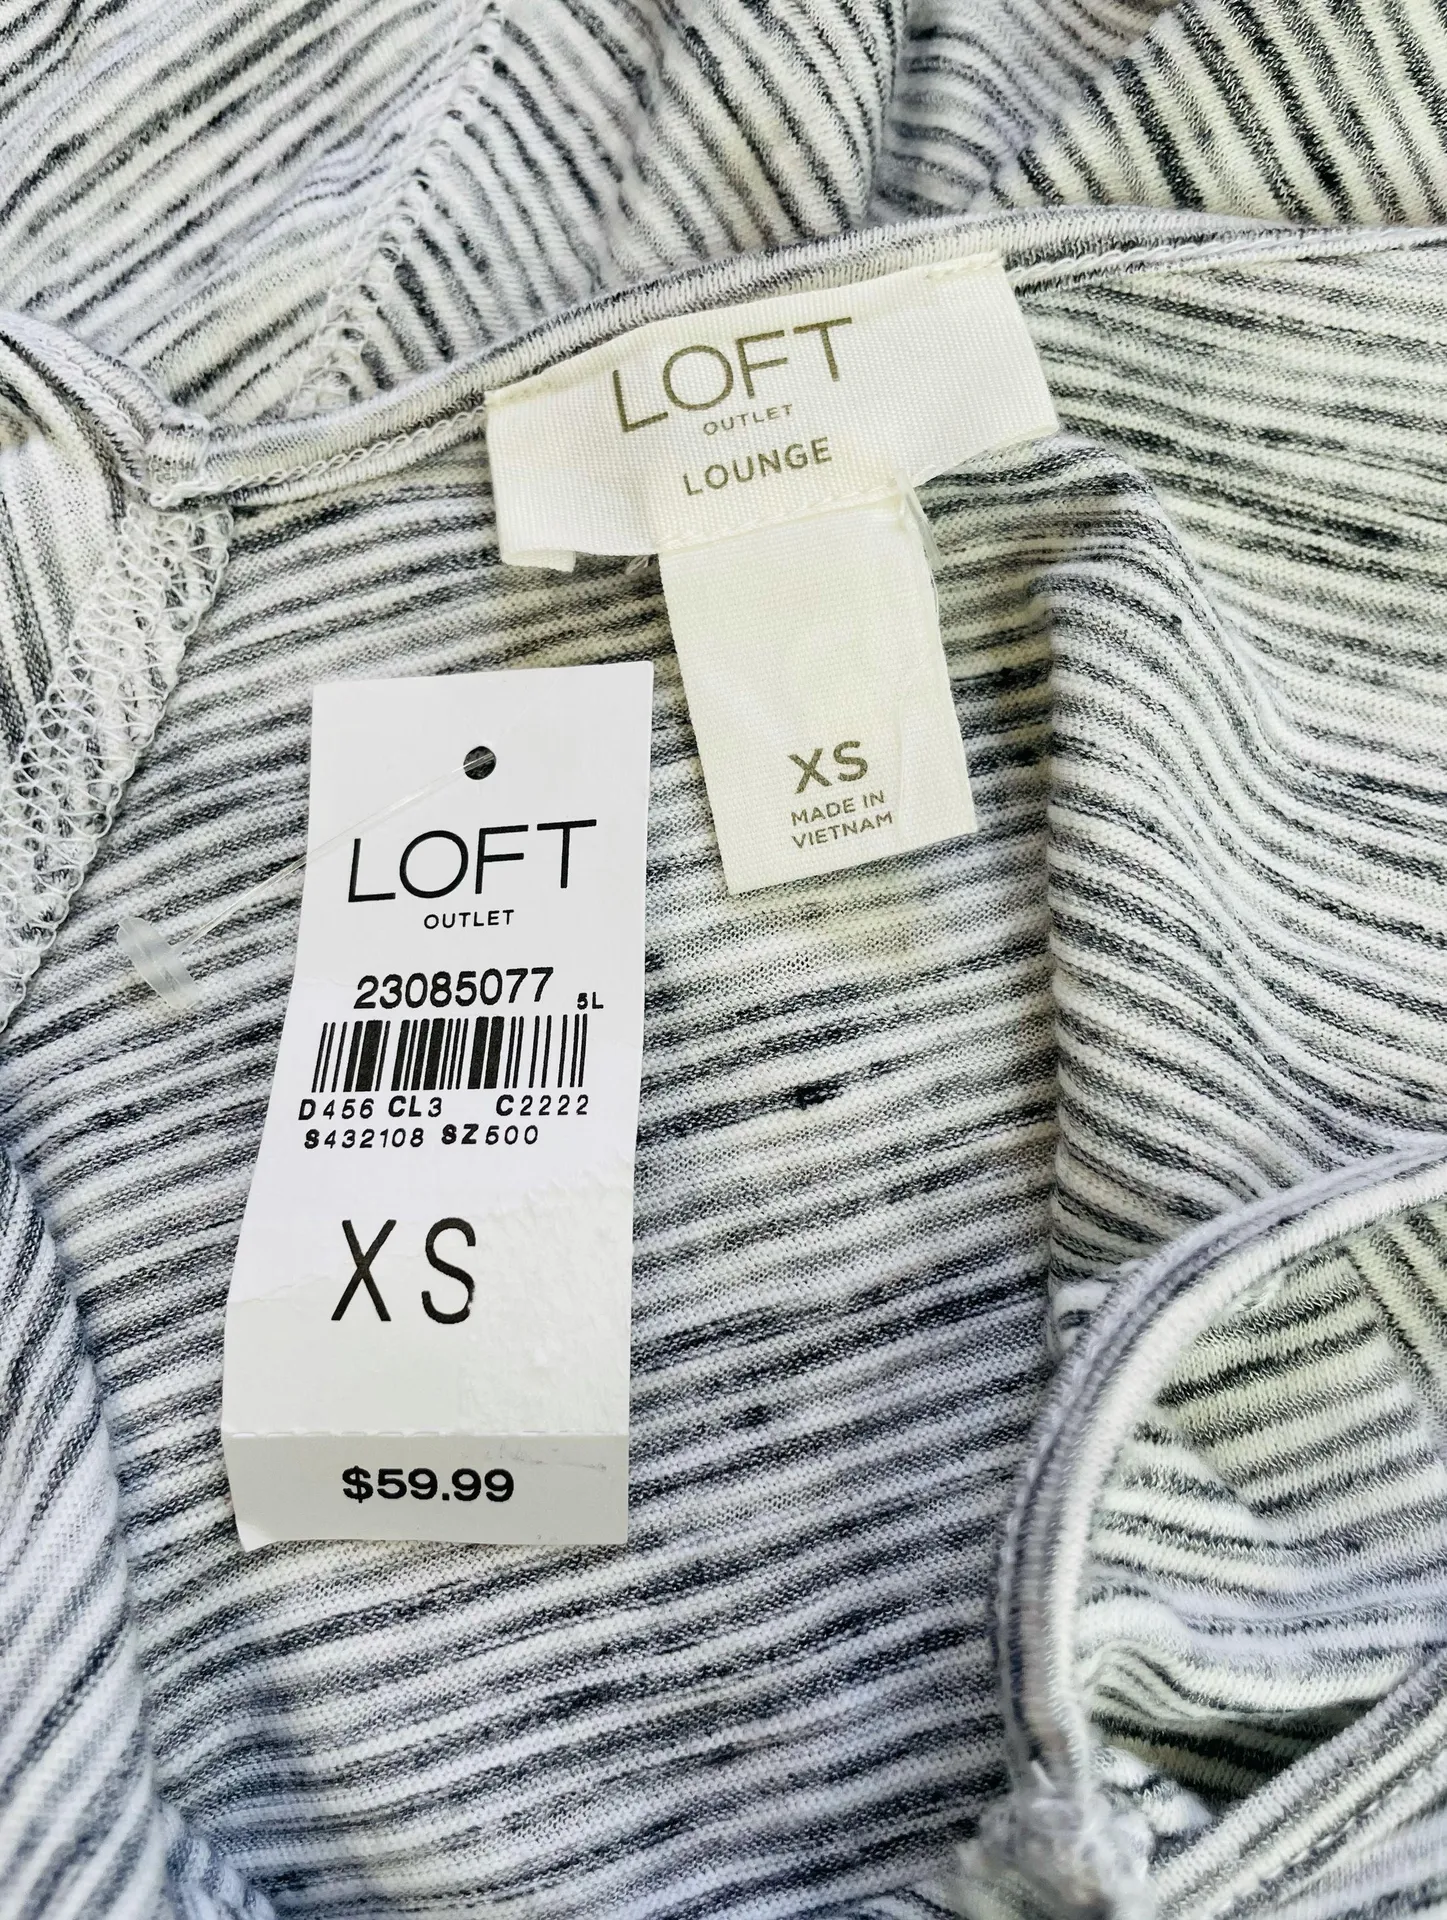 LOFT
OUTLET
LOUNGE
XS
MADE IN
VIETNAM
LOFT
OUTLET
23085077 5L
D456 CL3 C2222
S432108 SZ500
XS
$59.99